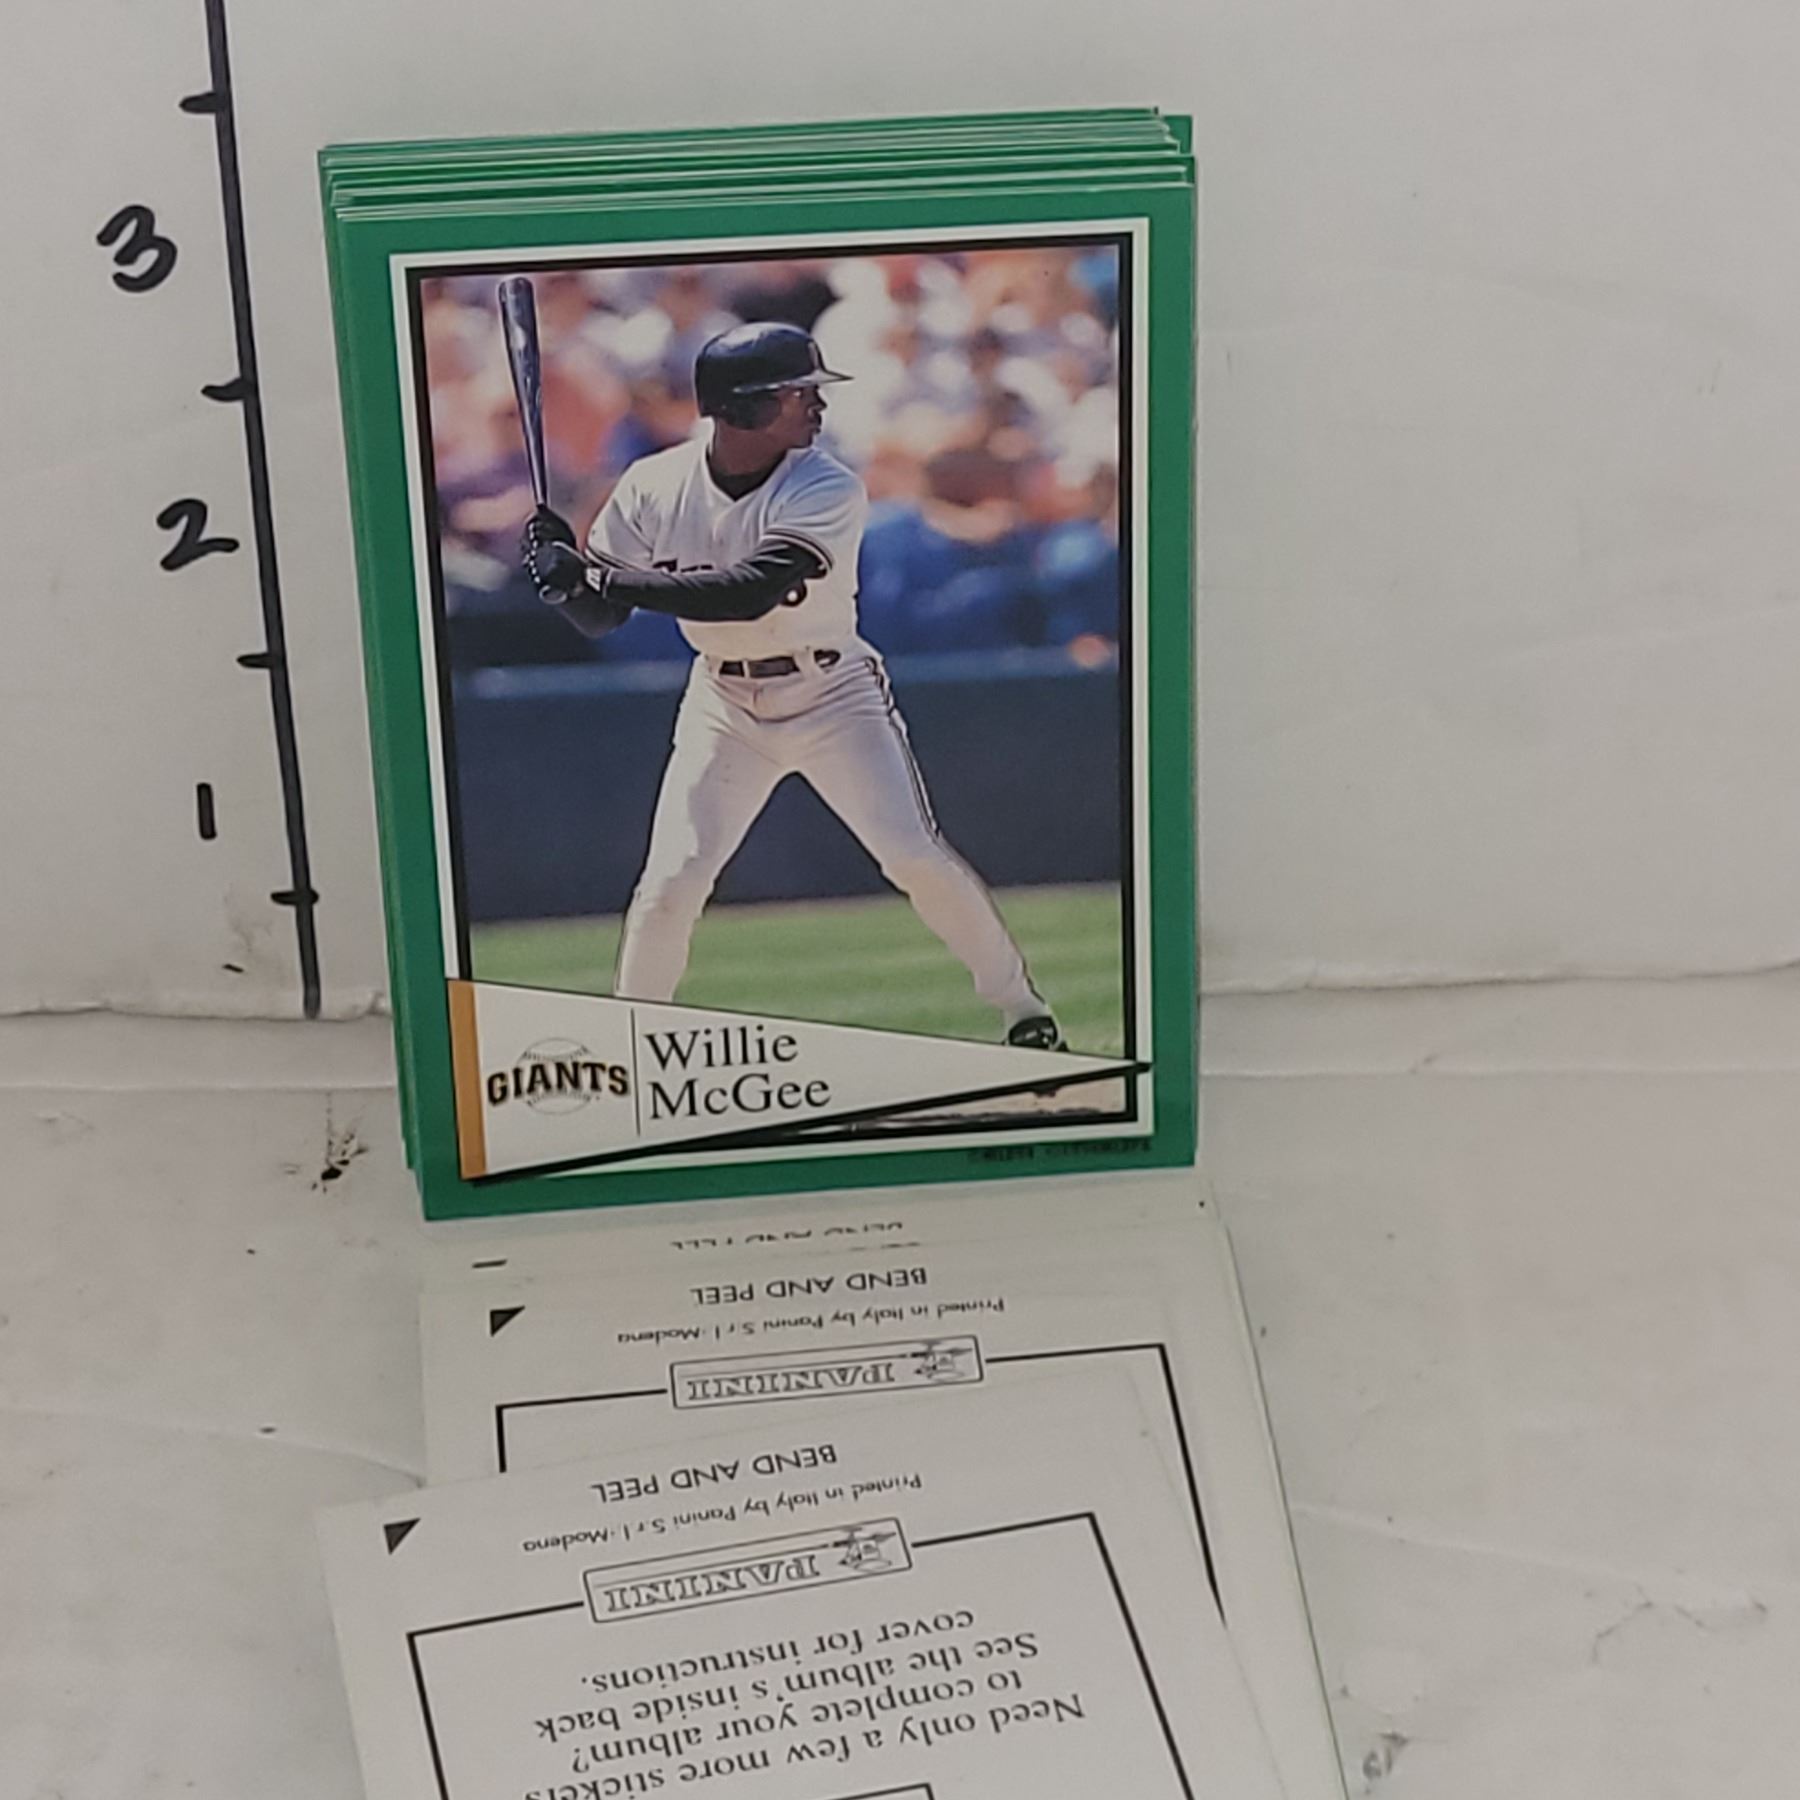 3
2
1
GIANTS
Willie
McGee
BEND AND PEEL
Printed in Italy by Panini S.r.l.-Modena
PANINI
BEND AND PEEL
Printed in Italy by Panini S.r.l.-Modena
PANINI
Need only a few more stickers
to complete your album?
See the album's inside back
cover for instructions.